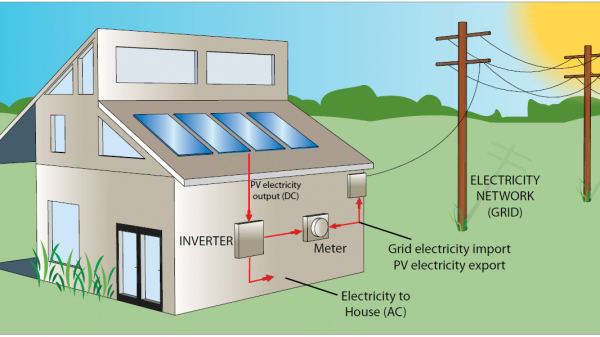 PV electricity
output (DC)
INVERTER
Meter
ELECTRICITY
NETWORK
(GRID)
Grid electricity import
PV electricity export
Electricity to
House (AC)